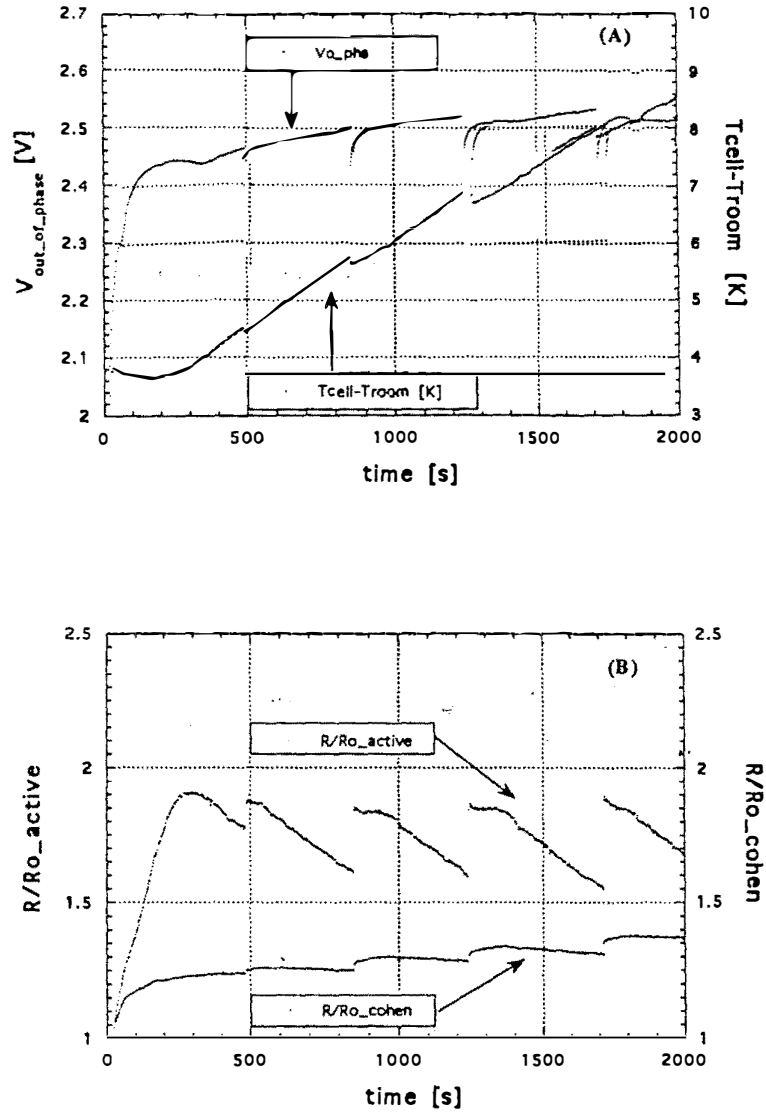 (A)
Vo_phs
2.7
2.6
2.5
2.4
2.3
2.2
2.1
2
V out_of_phase [V]
10
9
8
7
6
5
4
3
Tcell-Troom [K]
Tcell-Troom [K]
0 500 1000 1500 2000
time [s]
(B)
R/Ro_active
2.5
2
1.5
1
R/Ro_active
2.5
2
1.5
1
R/Ro_cohen
R/Ro_cohen
0 500 1000 1500 2000
time [s]